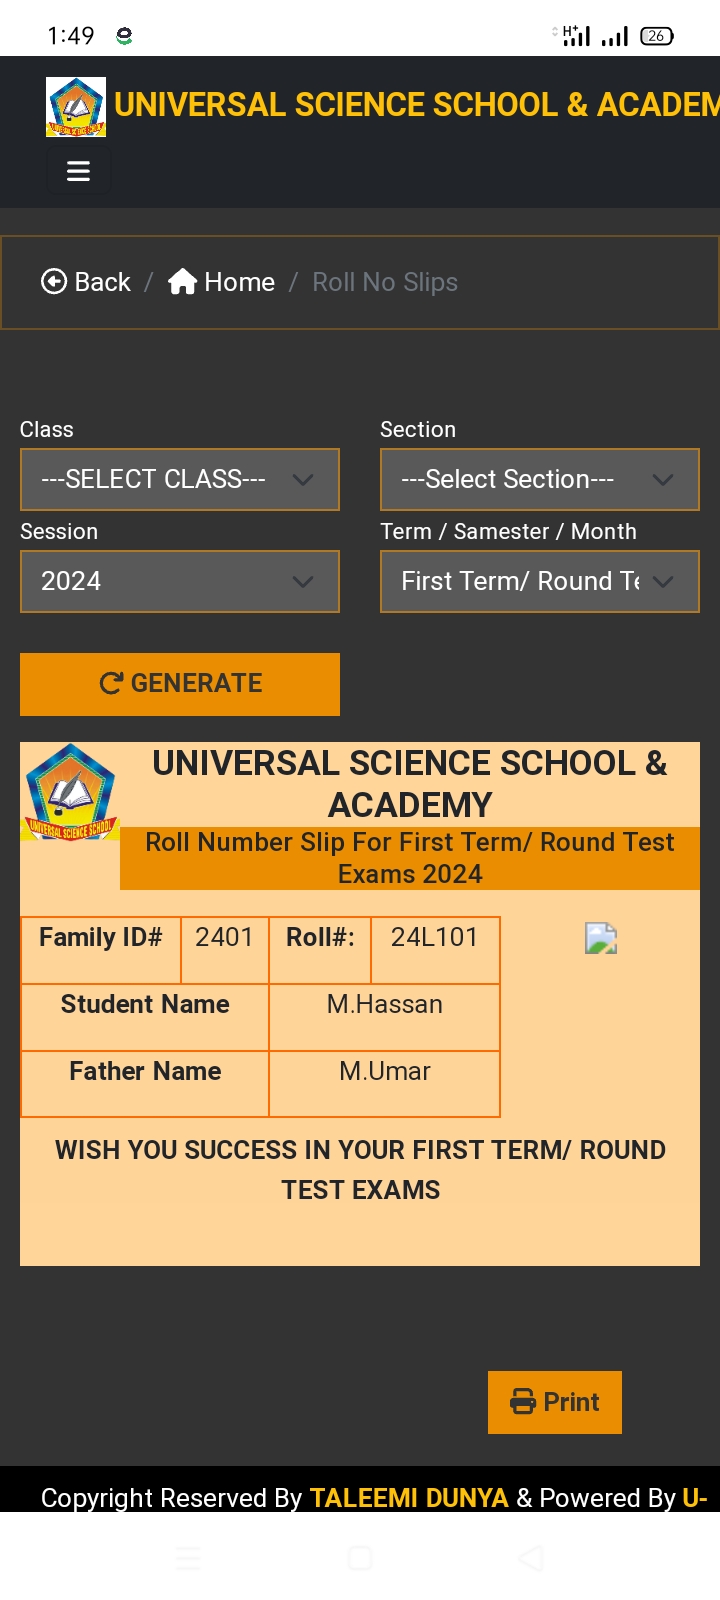 1:49
H+
26
UNIVERSAL SCIENCE SCHOOL & ACADEM
Back / Home / Roll No Slips
Class
Section
---SELECT CLASS---
---Select Section---
Session
Term / Samester / Month
2024
First Term/ Round Te
GENERATE
UNIVERSAL SCIENCE SCHOOL &
ACADEMY
UNIVERSAL SCIENCE SCHOOL
Roll Number Slip For First Term/ Round Test
Exams 2024
Family ID# 2401 Roll#: 24L101
Student Name M.Hassan
Father Name M.Umar
WISH YOU SUCCESS IN YOUR FIRST TERM/ ROUND
TEST EXAMS
Print
Copyright Reserved By TALEEMI DUNYA & Powered By U-